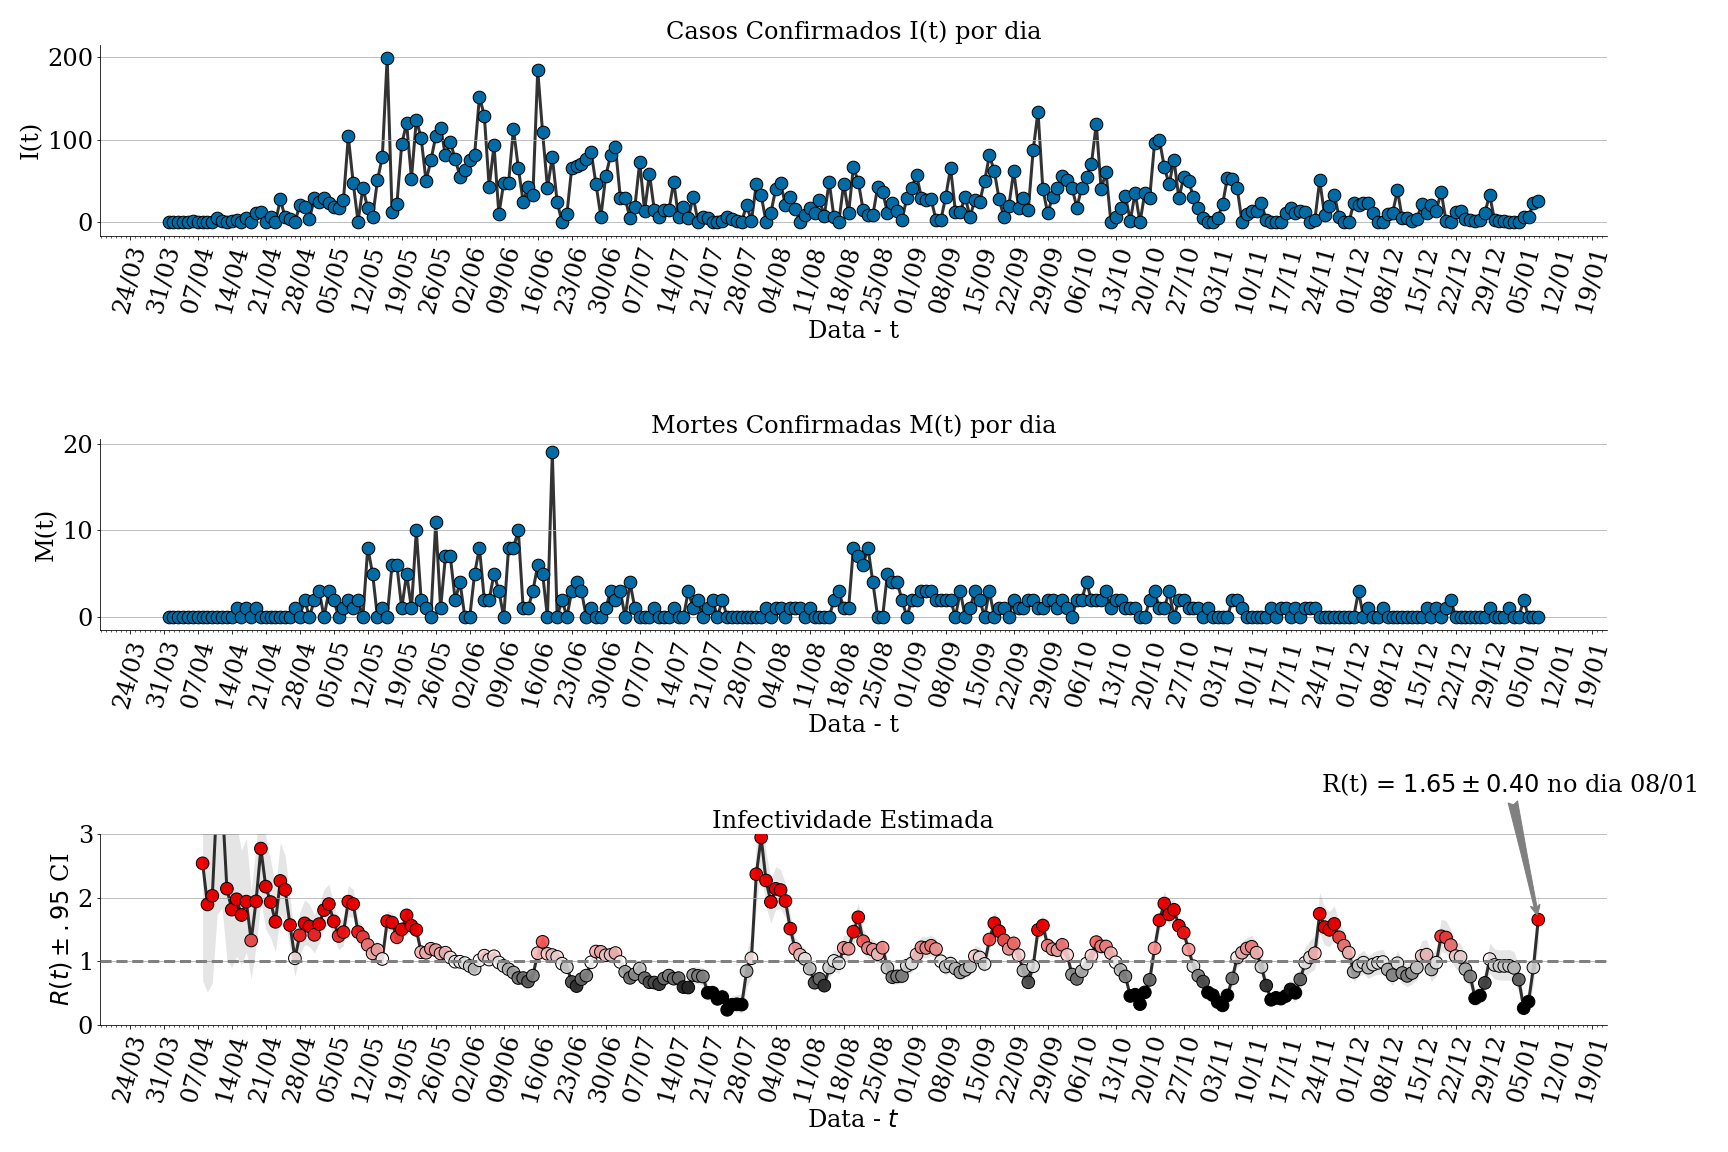 Casos Confirmados I(t) por dia
200
100
0
I(t)
24/03 31/03 07/04 14/04 21/04 28/04 05/05 12/05 19/05 26/05 02/06 09/06 16/06 23/06 30/06 07/07 14/07 21/07 28/07 04/08 11/08 18/08 25/08 01/09 08/09 15/09 22/09 29/09 06/10 13/10 20/10 27/10 03/11 10/11 17/11 24/11 01/12 08/12 15/12 22/12 29/12 05/01 12/01 19/01
Data - t
Mortes Confirmadas M(t) por dia
20
10
0
M(t)
24/03 31/03 07/04 14/04 21/04 28/04 05/05 12/05 19/05 26/05 02/06 09/06 16/06 23/06 30/06 07/07 14/07 21/07 28/07 04/08 11/08 18/08 25/08 01/09 08/09 15/09 22/09 29/09 06/10 13/10 20/10 27/10 03/11 10/11 17/11 24/11 01/12 08/12 15/12 22/12 29/12 05/01 12/01 19/01
Data - t
R(t) = 1.65 ± 0.40 no dia 08/01
Infectividade Estimada
3
2
1
0
R(t) ± .95 CI
24/03 31/03 07/04 14/04 21/04 28/04 05/05 12/05 19/05 26/05 02/06 09/06 16/06 23/06 30/06 07/07 14/07 21/07 28/07 04/08 11/08 18/08 25/08 01/09 08/09 15/09 22/09 29/09 06/10 13/10 20/10 27/10 03/11 10/11 17/11 24/11 01/12 08/12 15/12 22/12 29/12 05/01 12/01 19/01
Data - t